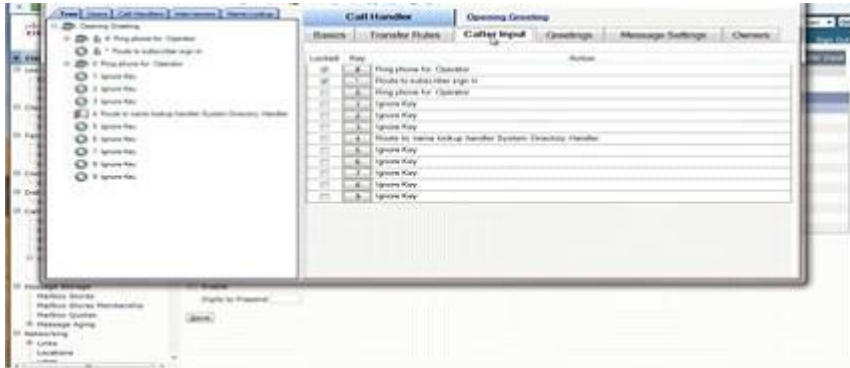 Tree Users Call Handlers Interviewers Name Lookup
Opening Greeting
# Ring phone for Operator
* Route to subscriber sign in
0 Ring phone for Operator
1 Ignore Key
2 Ignore Key
3 Ignore Key
4 Route to name lookup handler System Directory Handler
5 Ignore Key
6 Ignore Key
7 Ignore Key
8 Ignore Key
9 Ignore Key
Call Handler Opening Greeting
Basics Transfer Rules Caller Input Greetings Message Settings Owners
Locked Key Action
# Ring phone for Operator
* Route to subscriber sign in
0 Ring phone for Operator
1 Ignore Key
2 Ignore Key
3 Ignore Key
4 Route to name lookup handler System Directory Handler
5 Ignore Key
6 Ignore Key
7 Ignore Key
8 Ignore Key
9 Ignore Key
Message Storage
Mailbox Stores
Mailbox Stores Membership
Mailbox Quotas
Message Aging
Networking
Links
Locations
Enable
Digits to Prepend
Save